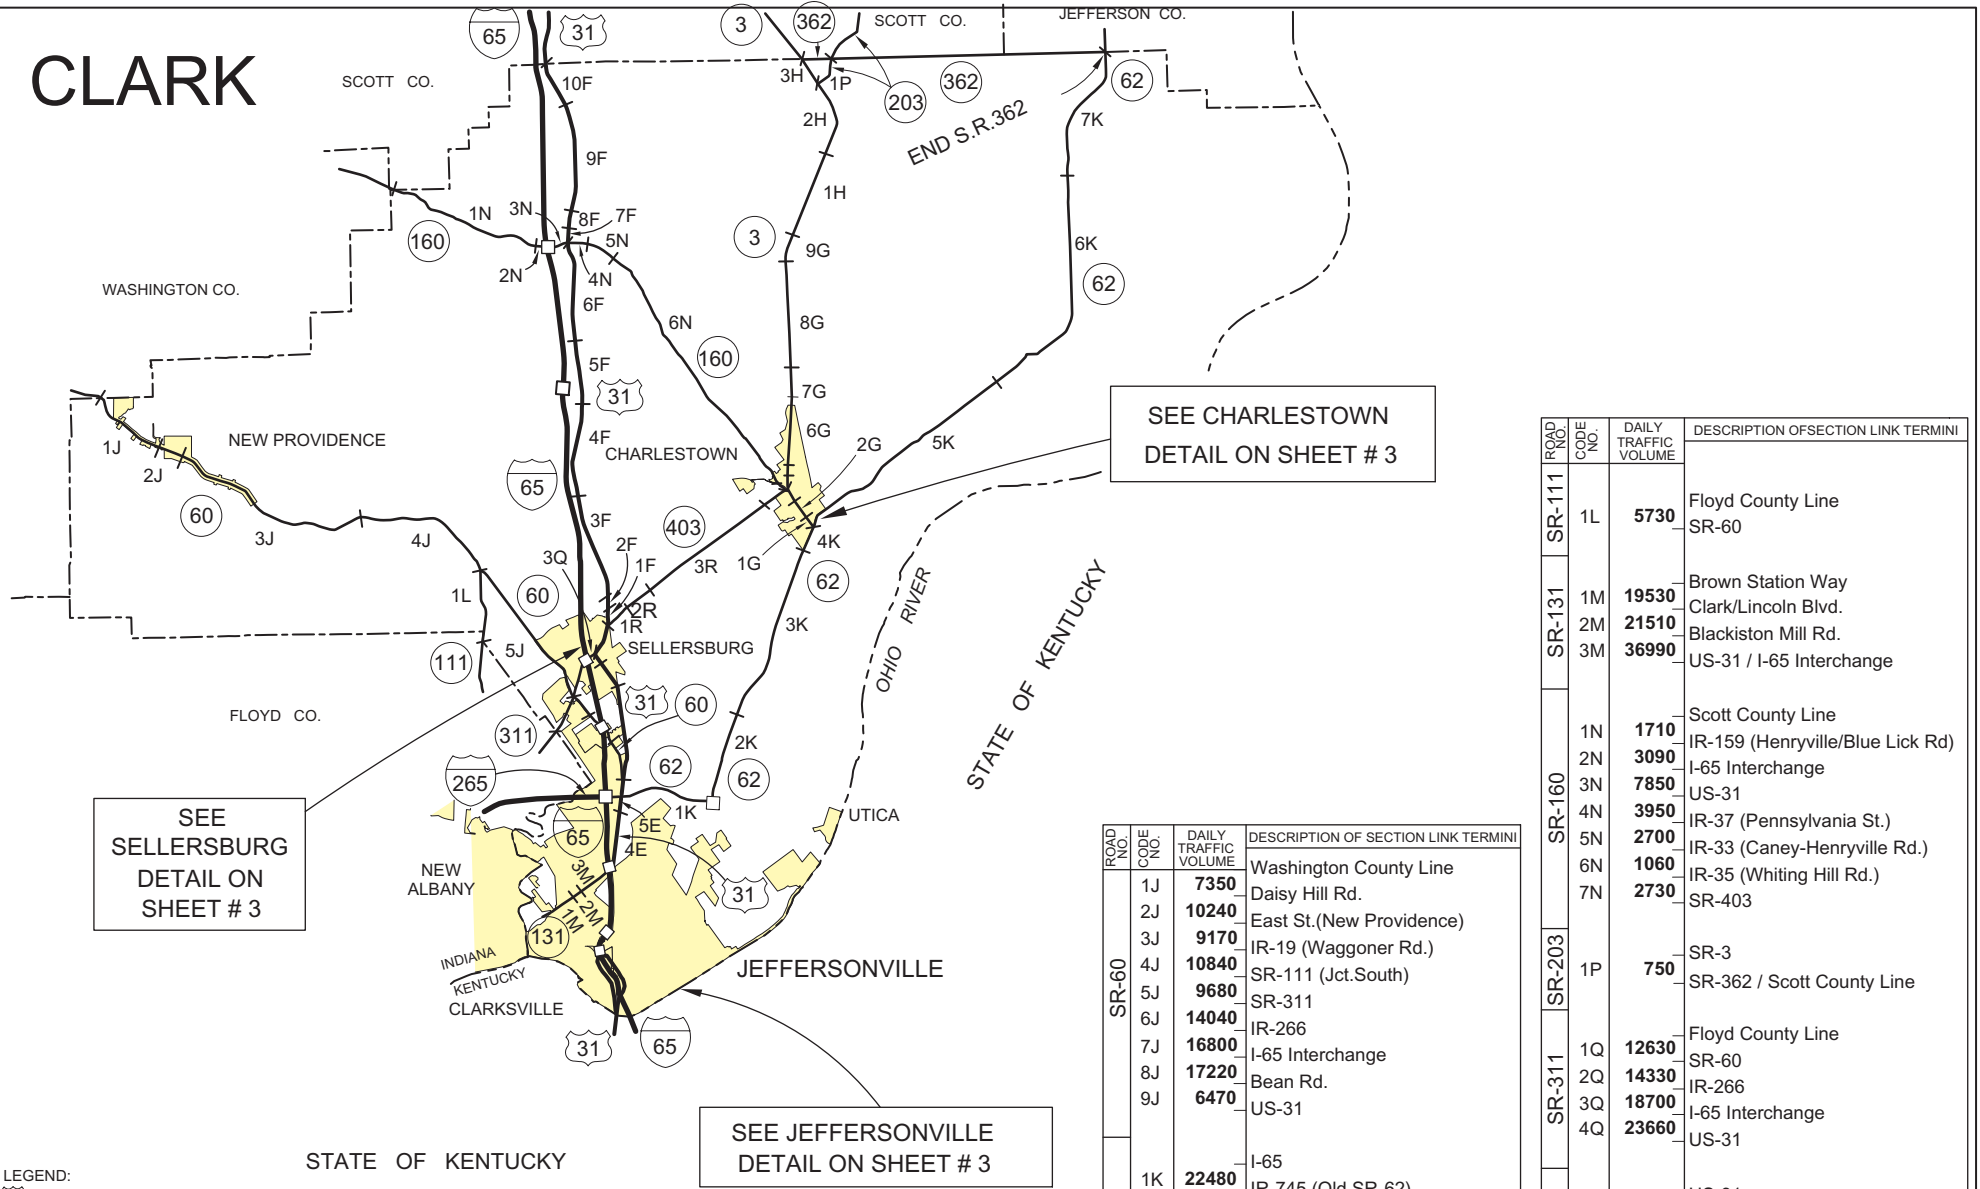 CLARK
65
31
3
362
SCOTT CO.
JEFFERSON CO.
SCOTT CO.
10F
3H
1P
203
362
62
END S.R.362
2H
7K
9F
1N
160
3N
8F
7F
5N
2N
4N
6F
1H
3
9G
6K
62
WASHINGTON CO.
6N
8G
160
5F
31
7G
SEE CHARLESTOWN
DETAIL ON SHEET # 3
NEW PROVIDENCE
1J
2J
4F
CHARLESTOWN
6G
2G
5K
65
60
3J
4J
3F
403
3Q
2F
1F
3R
1G
4K
62
60
1L
2R
1R
3K
OHIO RIVER
STATE OF KENTUCKY
111
5J
SELLERSBURG
FLOYD CO.
31
60
311
2K
62
62
265
1K
UTICA
SEE
SELLERSBURG
DETAIL ON
SHEET # 3
65
5E
4E
NEW
ALBANY
3M
2M
1M
31
131
INDIANA
KENTUCKY
CLARKSVILLE
JEFFERSONVILLE
31
65
SEE JEFFERSONVILLE
DETAIL ON SHEET # 3
STATE OF KENTUCKY
LEGEND:
ROAD NO. CODE NO. DAILY TRAFFIC VOLUME DESCRIPTION OF SECTION LINK TERMINI
SR-60
Washington County Line
1J 7350
Daisy Hill Rd.
2J 10240
East St.(New Providence)
3J 9170
IR-19 (Waggoner Rd.)
4J 10840
SR-111 (Jct.South)
5J 9680
SR-311
6J 14040
IR-266
7J 16800
I-65 Interchange
8J 17220
Bean Rd.
9J 6470
US-31
I-65
1K 22480
IR-745 (Old SR-62)
ROAD NO. CODE NO. DAILY TRAFFIC VOLUME DESCRIPTION OFSECTION LINK TERMINI
SR-111
Floyd County Line
1L 5730
SR-60
SR-131
Brown Station Way
1M 19530
Clark/Lincoln Blvd.
2M 21510
Blackiston Mill Rd.
3M 36990
US-31 / I-65 Interchange
SR-160
Scott County Line
1N 1710
IR-159 (Henryville/Blue Lick Rd)
2N 3090
I-65 Interchange
3N 7850
US-31
4N 3950
IR-37 (Pennsylvania St.)
5N 2700
IR-33 (Caney-Henryville Rd.)
6N 1060
IR-35 (Whiting Hill Rd.)
7N 2730
SR-403
SR-203
SR-3
1P 750
SR-362 / Scott County Line
SR-311
Floyd County Line
1Q 12630
SR-60
2Q 14330
IR-266
3Q 18700
I-65 Interchange
4Q 23660
US-31